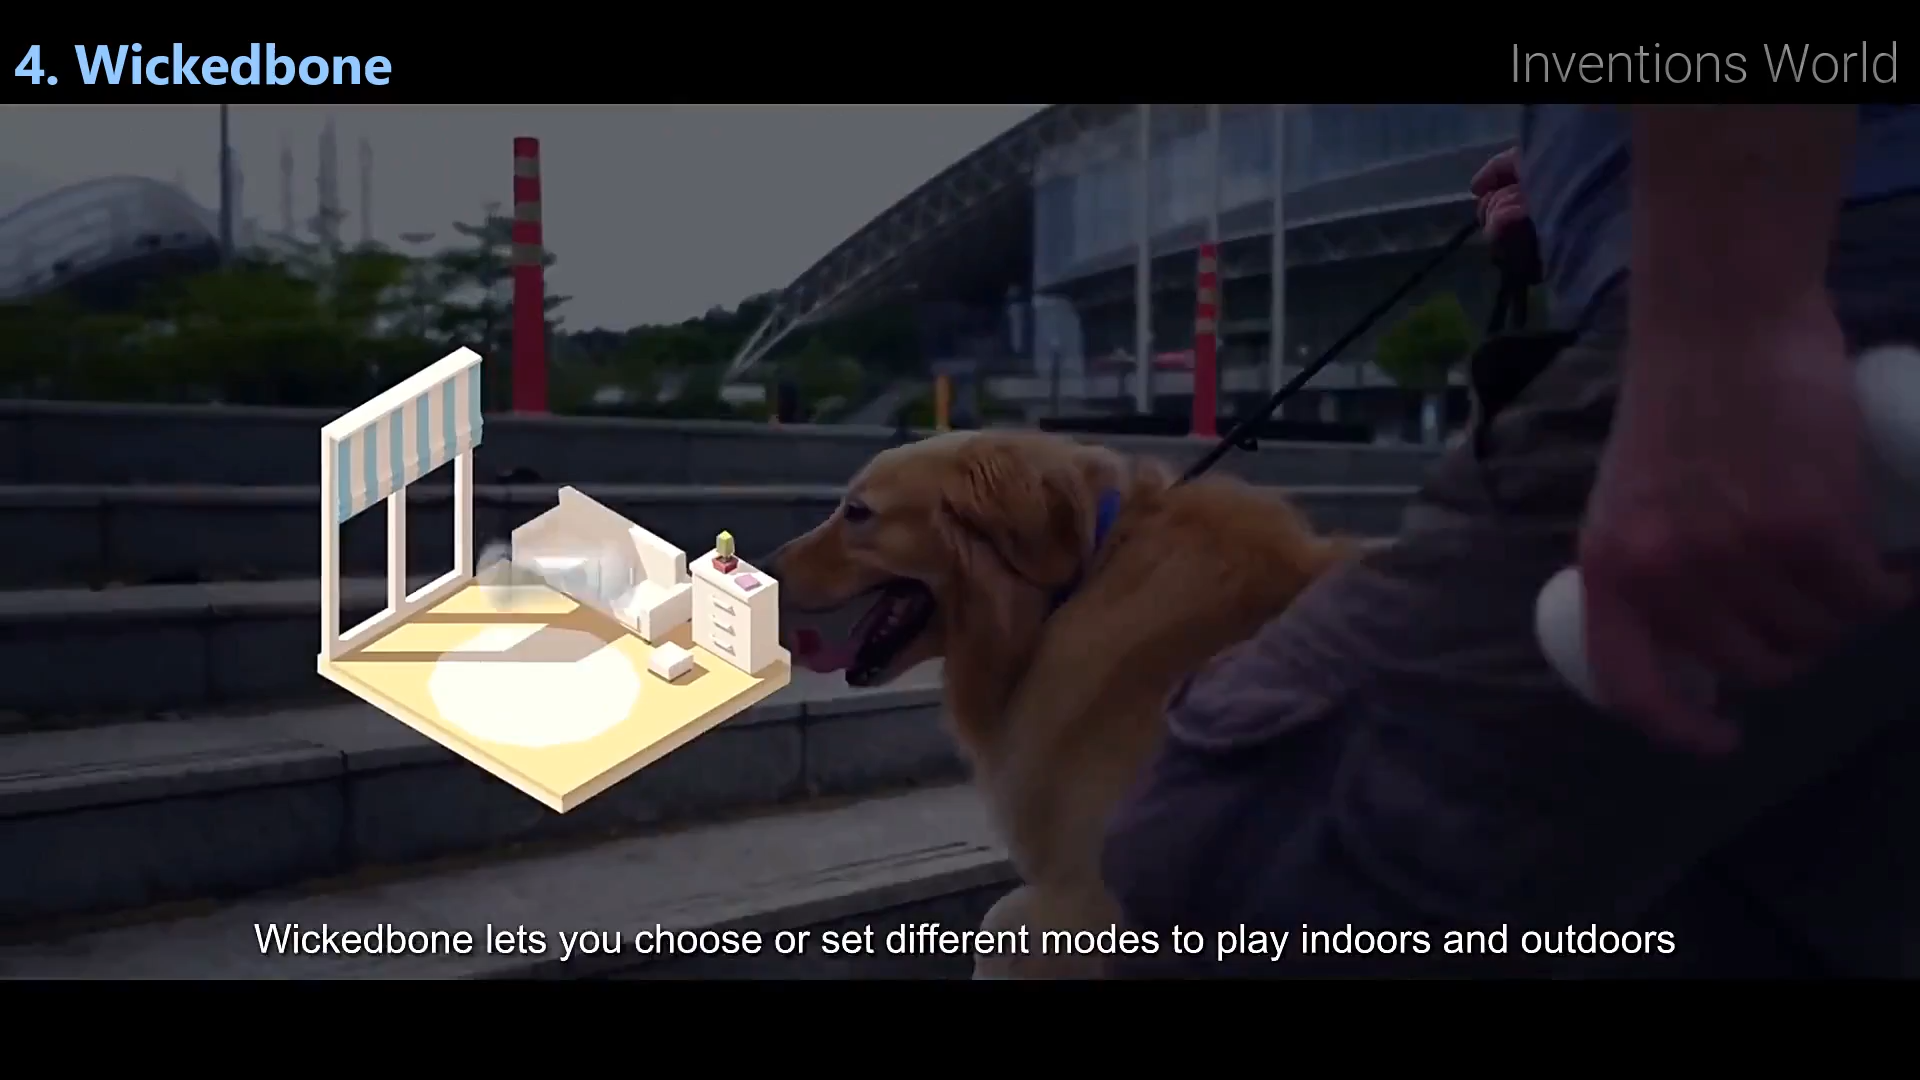 4. Wickedbone
Inventions World
Wickedbone lets you choose or set different modes to play indoors and outdoors